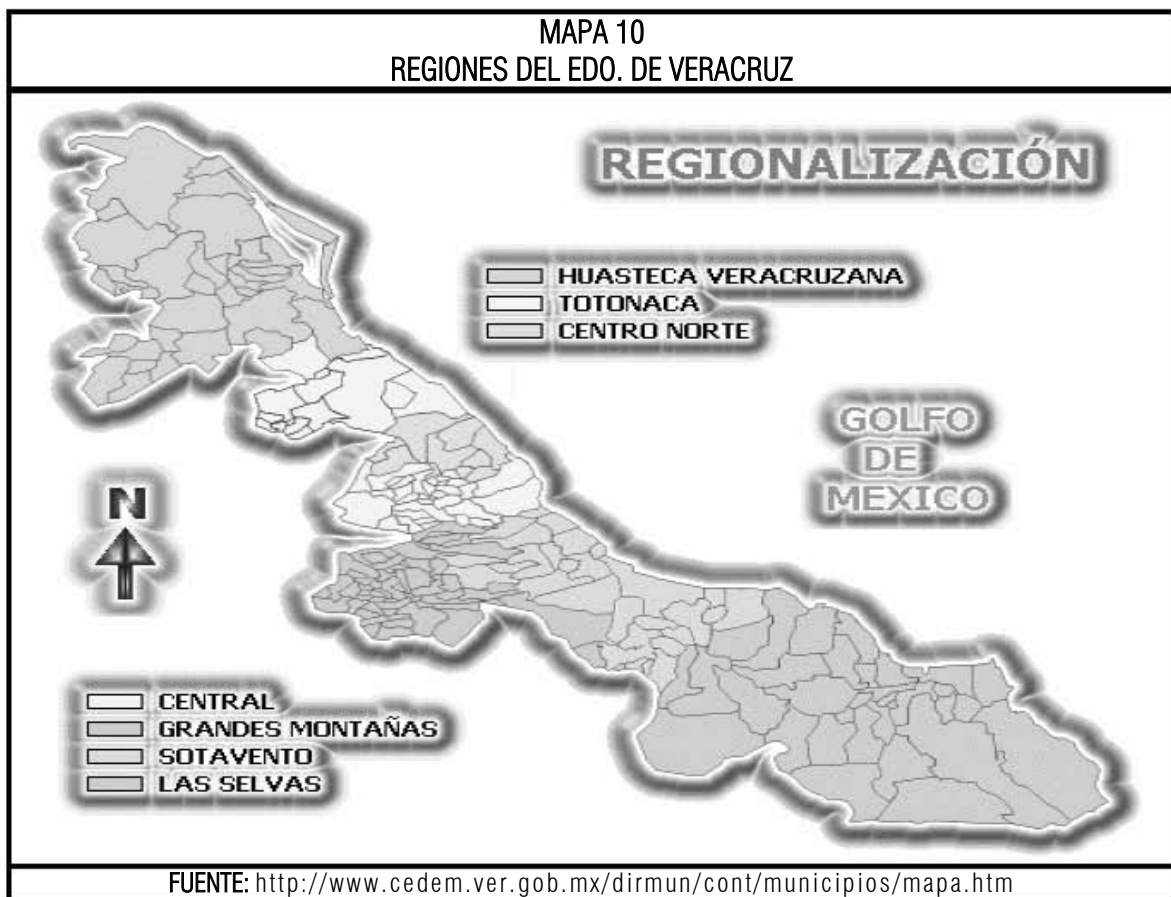 MAPA 10
REGIONES DEL EDO. DE VERACRUZ
REGIONALIZACIÓN
HUASTECA VERACRUZANA
TOTONACA
CENTRO NORTE
GOLFO
DE
MEXICO
N
CENTRAL
GRANDES MONTAÑAS
SOTAVENTO
LAS SELVAS
FUENTE: http://www.cedem.ver.gob.mx/dirmun/cont/municipios/mapa.htm